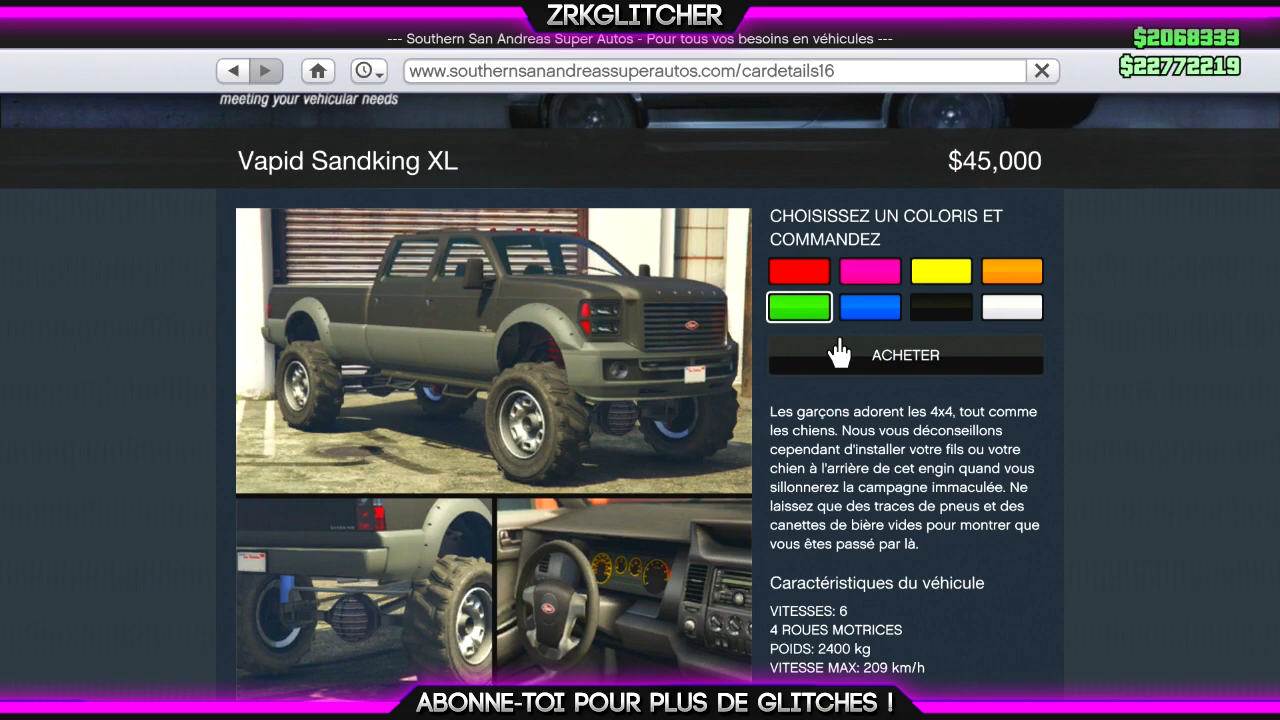 ZRKGLITCHER
--- Southern San Andreas Super Autos - Pour tous vos besoins en véhicules ---
$2068333
$22772219
www.southernsanandreassuperautos.com/cardetails16
meeting your vehicular needs
Vapid Sandking XL
$45,000
CHOISISSEZ UN COLORIS ET
COMMANDEZ
ACHETER
Les garçons adorent les 4x4, tout comme
les chiens. Nous vous déconseillons
cependant d'installer votre fils ou votre
chien à l'arrière de cet engin quand vous
sillonnerez la campagne immaculée. Ne
laissez que des traces de pneus et des
canettes de bière vides pour montrer que
vous êtes passé par là.
Caractéristiques du véhicule
VITESSES: 6
4 ROUES MOTRICES
POIDS: 2400 kg
VITESSE MAX: 209 km/h
ABONNE-TOI POUR PLUS DE GLITCHES !